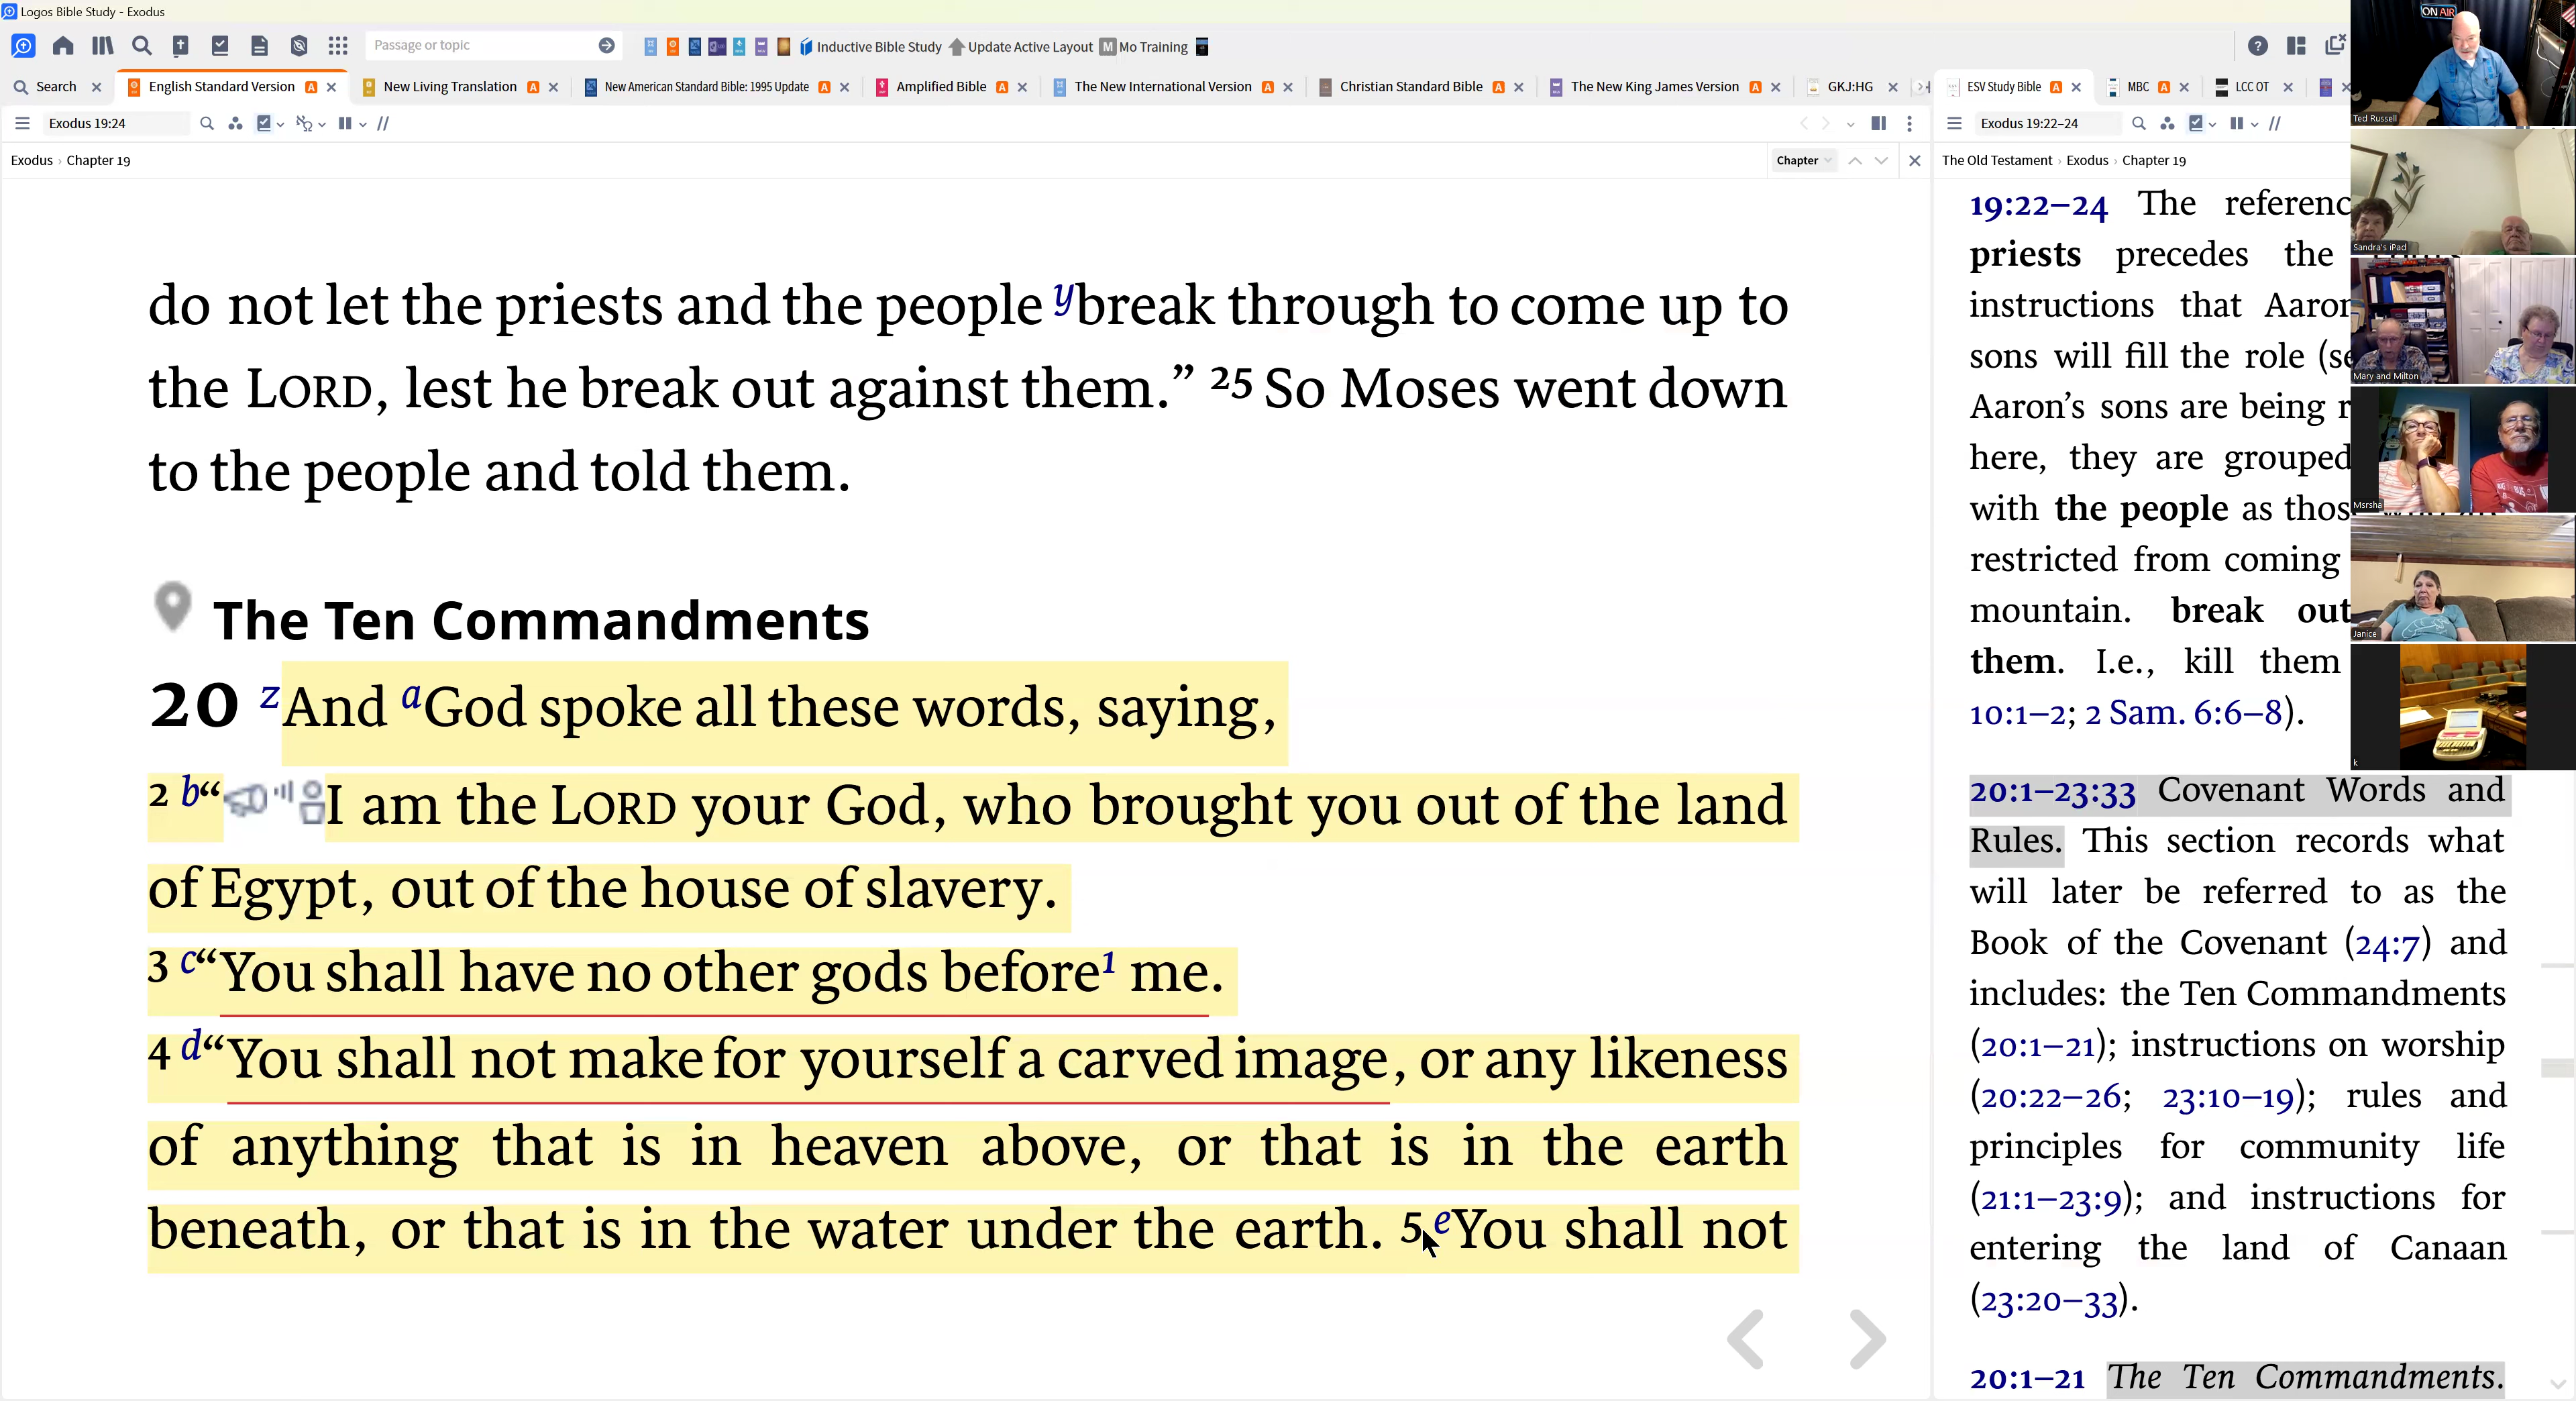 Logos Bible Study - Exodus
Passage or topic
Inductive Bible Study Update Active Layout M Mo Training
Search English Standard Version A New Living Translation A New American Standard Bible: 1995 Update A Amplified Bible A The New International Version A Christian Standard Bible A The New King James Version A GKJ:HG
Exodus 19:24
Exodus › Chapter 19
Chapter
do not let the priests and the people ybreak through to come up to
the LORD, lest he break out against them.” 25 So Moses went down
to the people and told them.
The Ten Commandments
20 zAnd aGod spoke all these words, saying,
2 b“I am the LORD your God, who brought you out of the land
of Egypt, out of the house of slavery.
3 c“You shall have no other gods before1 me.
4 d“You shall not make for yourself a carved image, or any likeness
of anything that is in heaven above, or that is in the earth
beneath, or that is in the water under the earth. 5 eYou shall not
ESV Study Bible A MBC A LCC OT
Exodus 19:22–24
The Old Testament › Exodus › Chapter 19
19:22–24 The referenc
priests precedes the
instructions that Aaron
sons will fill the role (se
Aaron’s sons are being r
here, they are grouped
with the people as thos
restricted from coming
mountain. break out
them. I.e., kill them
10:1–2; 2 Sam. 6:6–8).
20:1–23:33 Covenant Words and
Rules. This section records what
will later be referred to as the
Book of the Covenant (24:7) and
includes: the Ten Commandments
(20:1–21); instructions on worship
(20:22–26; 23:10–19); rules and
principles for community life
(21:1–23:9); and instructions for
entering the land of Canaan
(23:20–33).
20:1–21 The Ten Commandments.
ON AIR
Ted Russell
Sandra's iPad
Mary and Milton
Msrsha
Janice
k